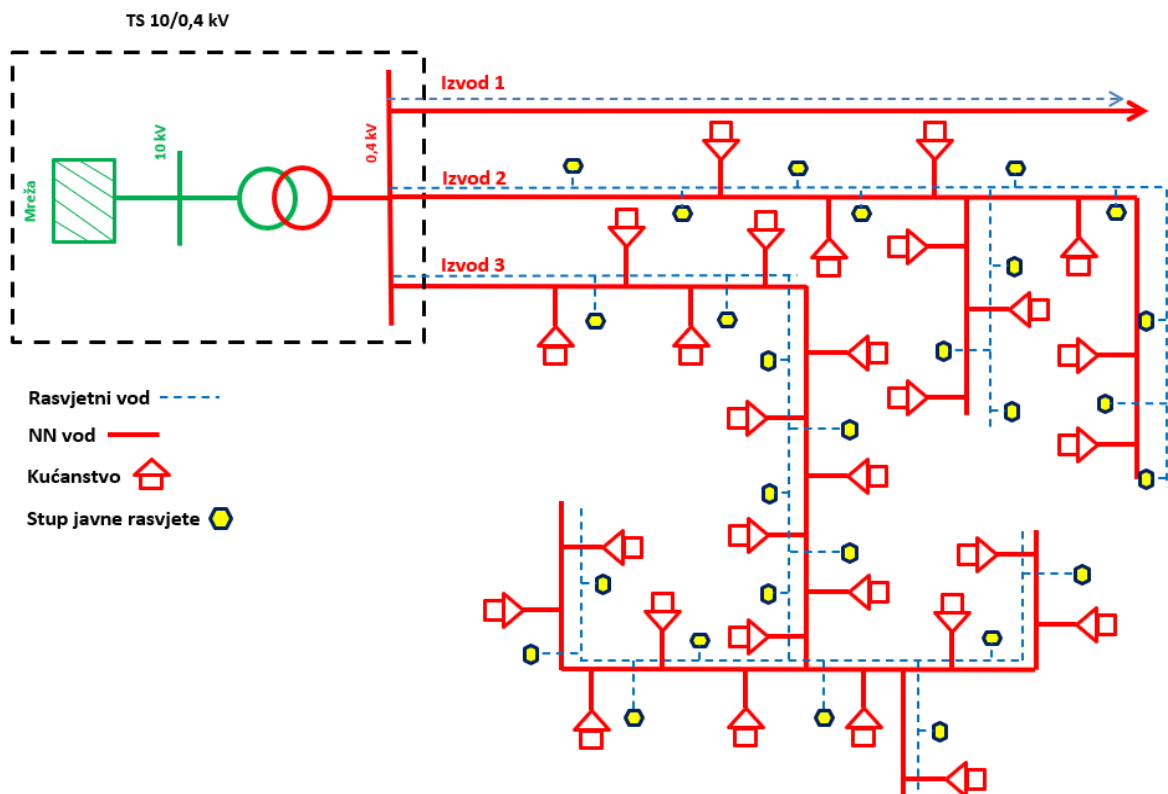 TS 10/0,4 kV
Izvod 1
10 kV
0,4 kV
Mreža
Izvod 2
Izvod 3
Rasvjetni vod
NN vod
Kućanstvo
Stup javne rasvjete